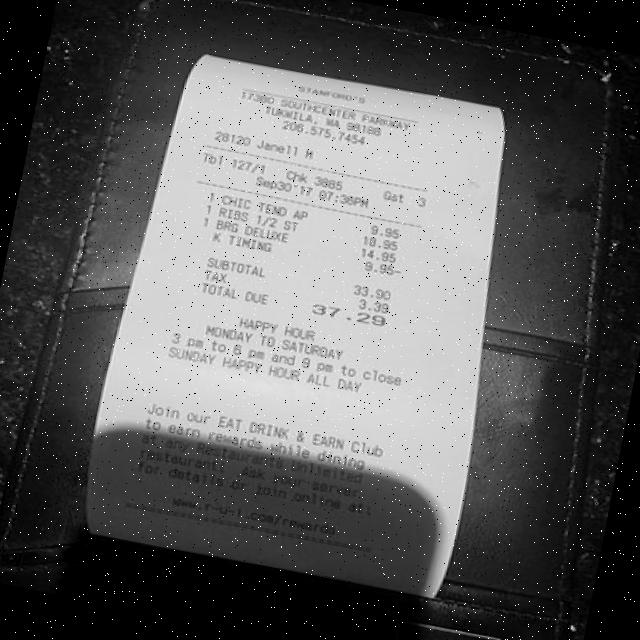 STANFORD'S
17380 SOUTHCENTER PARKWAY
TUKWILA, WA 98188
206.575.7454
28120 Janell M
Tbl 127/1 Chk 3865 Gst 3
Sep30'17 07:36PM
1 CHIC TEND AP 9.95
1 RIBS 1/2 ST 18.95
1 BRG DELUXE 14.95
K TIMING 9.95-
SUBTOTAL 33.90
TAX 3.39
TOTAL DUE 37.29
HAPPY HOUR
MONDAY TO SATURDAY
3 pm to 6 pm and 9 pm to close
SUNDAY HAPPY HOUR ALL DAY
Join our EAT DRINK & EARN Club
to earn rewards while dining
at any Restaurants Unlimited
restaurant. Ask your server
for details or join online at:
www.r-u-i.com/rewards